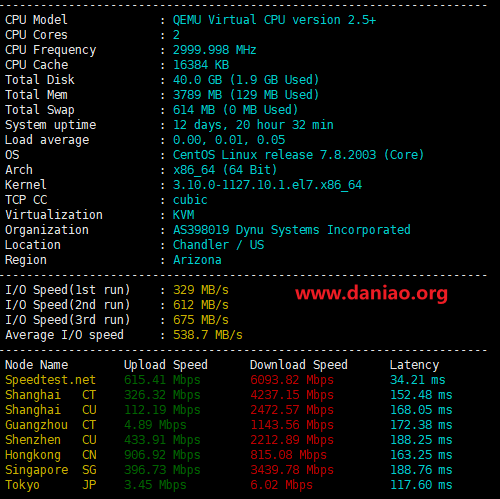 CPU Model : QEMU Virtual CPU version 2.5+
CPU Cores : 2
CPU Frequency : 2999.998 MHz
CPU Cache : 16384 KB
Total Disk : 40.0 GB (1.9 GB Used)
Total Mem : 3789 MB (129 MB Used)
Total Swap : 614 MB (0 MB Used)
System uptime : 12 days, 20 hour 32 min
Load average : 0.00, 0.01, 0.05
OS : CentOS Linux release 7.8.2003 (Core)
Arch : x86_64 (64 Bit)
Kernel : 3.10.0-1127.10.1.el7.x86_64
TCP CC : cubic
Virtualization : KVM
Organization : AS398019 Dynu Systems Incorporated
Location : Chandler / US
Region : Arizona
I/O Speed(1st run) : 329 MB/s
www.daniao.org
I/O Speed(2nd run) : 612 MB/s
I/O Speed(3rd run) : 675 MB/s
Average I/O speed : 538.7 MB/s
Node Name Upload Speed Download Speed Latency
Speedtest.net 615.41 Mbps 6093.82 Mbps 34.21 ms
Shanghai CT 326.32 Mbps 4237.15 Mbps 152.48 ms
Shanghai CU 112.19 Mbps 2472.57 Mbps 168.05 ms
Guangzhou CT 4.89 Mbps 1143.56 Mbps 172.38 ms
Shenzhen CU 433.91 Mbps 2212.89 Mbps 188.25 ms
Hongkong CN 906.92 Mbps 815.08 Mbps 163.25 ms
Singapore SG 396.73 Mbps 3439.78 Mbps 188.76 ms
Tokyo JP 3.45 Mbps 6.02 Mbps 117.60 ms